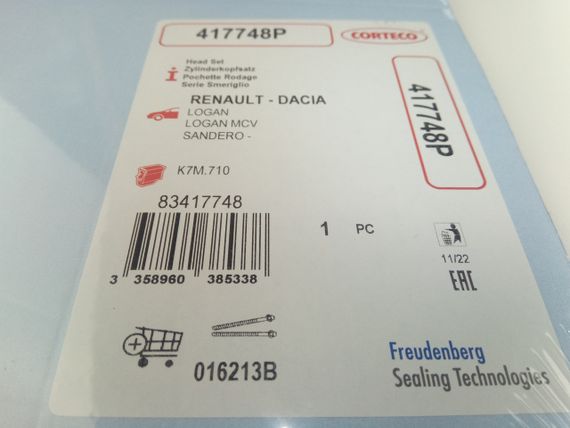 417748P
CORTECO
Head Set
Zylinderkopfsatz
Pochette Rodage
Serie Smeriglio
417748P
RENAULT - DACIA
LOGAN
LOGAN MCV
SANDERO -
K7M.710
83417748
1 PC
11/22
EAC
3 358960 385338
016213B
Freudenberg
Sealing Technologies